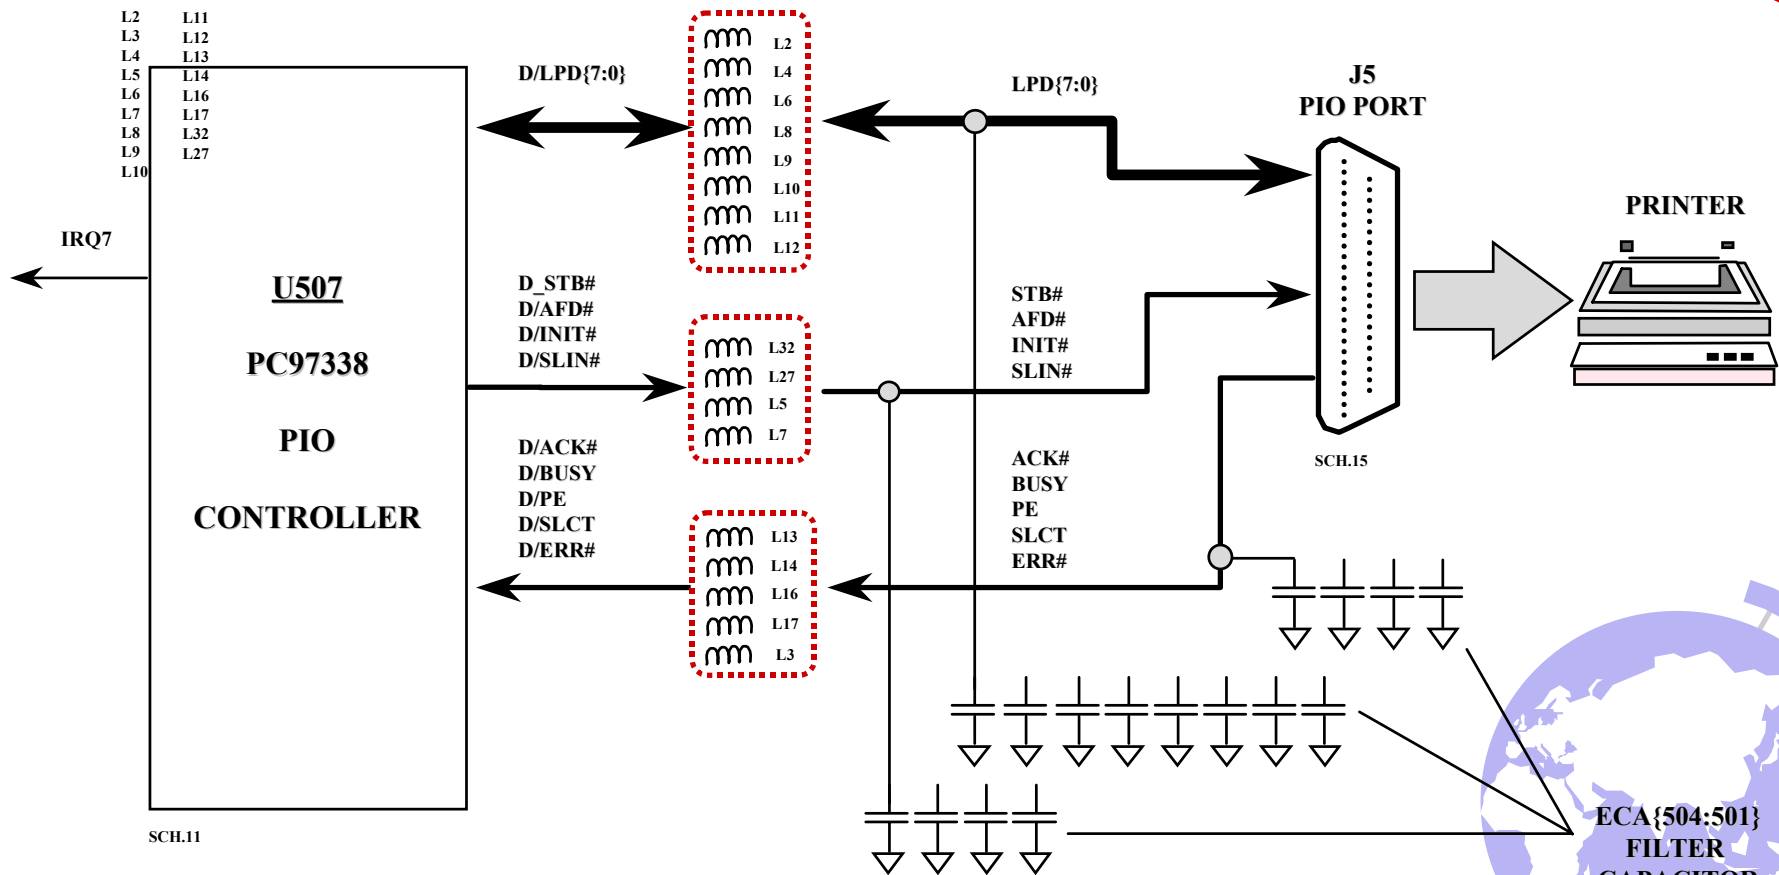 L2
L3
L4
L5
L6
L7
L8
L9
L10
L11
L12
L13
L14
L16
L17
L32
L27
IRQ7
U507
PC97338
PIO
CONTROLLER
SCH.11
D/LPD{7:0}
D_STB#
D/AFD#
D/INIT#
D/SLIN#
D/ACK#
D/BUSY
D/PE
D/SLCT
D/ERR#
L2
L4
L6
L8
L9
L10
L11
L12
L32
L27
L5
L7
L13
L14
L16
L17
L3
LPD{7:0}
STB#
AFD#
INIT#
SLIN#
ACK#
BUSY
PE
SLCT
ERR#
J5
PIO PORT
SCH.15
PRINTER
ECA{504:501}
FILTER
CAPACITOR